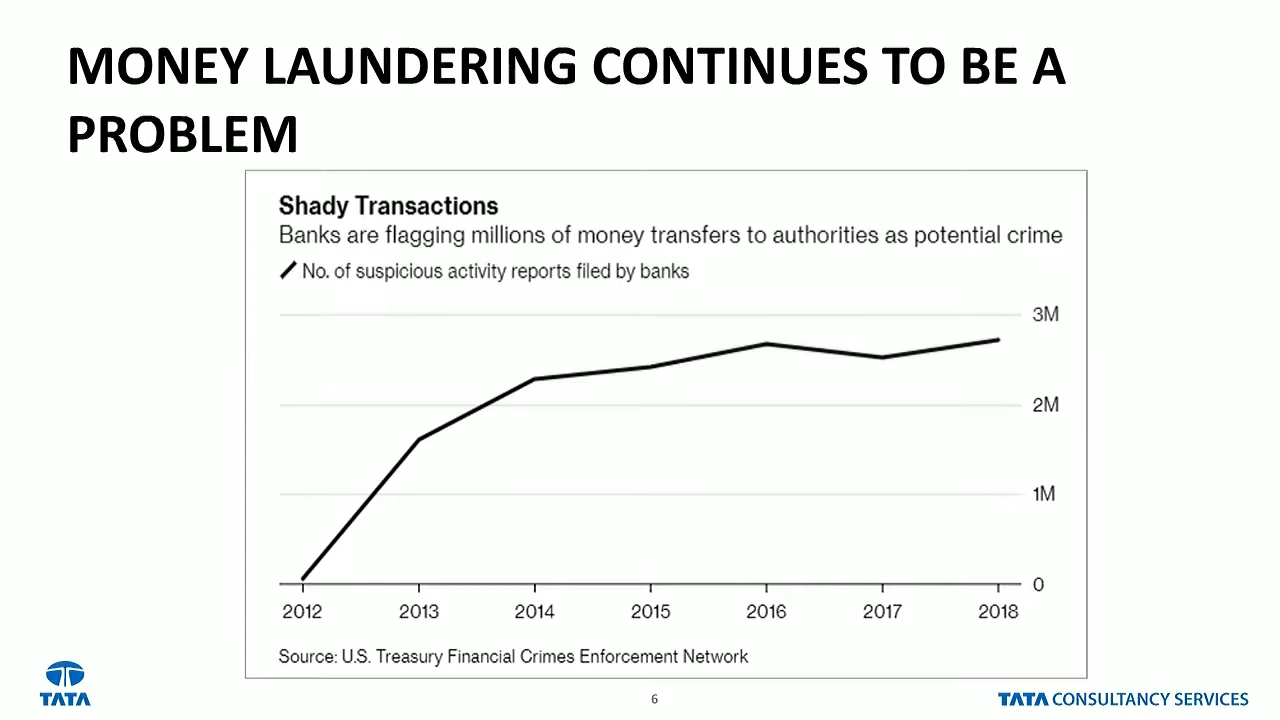 MONEY LAUNDERING CONTINUES TO BE A
PROBLEM
Shady Transactions
Banks are flagging millions of money transfers to authorities as potential crime
No. of suspicious activity reports filed by banks
3M
2M
1M
0
2012 2013 2014 2015 2016 2017 2018
Source: U.S. Treasury Financial Crimes Enforcement Network
TATA
6
TATA CONSULTANCY SERVICES